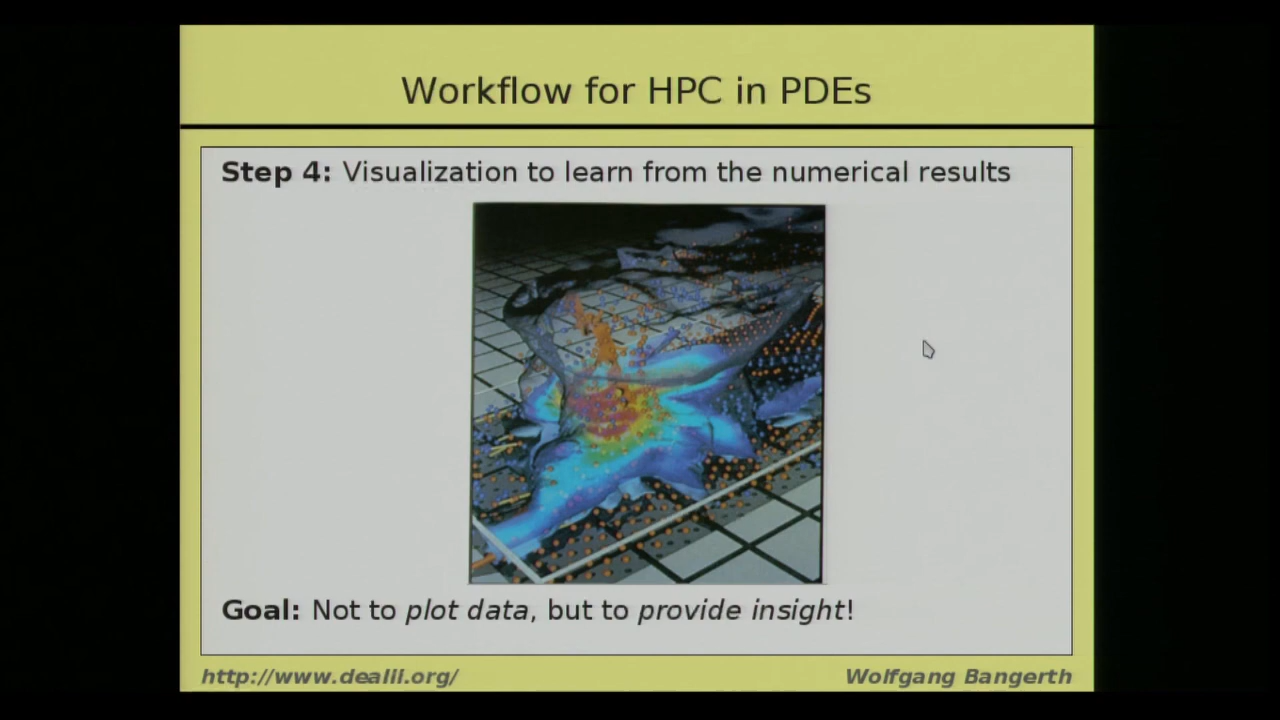 Workflow for HPC in PDEs
Step 4: Visualization to learn from the numerical results
Goal: Not to plot data, but to provide insight!
http://www.dealii.org/
Wolfgang Bangerth